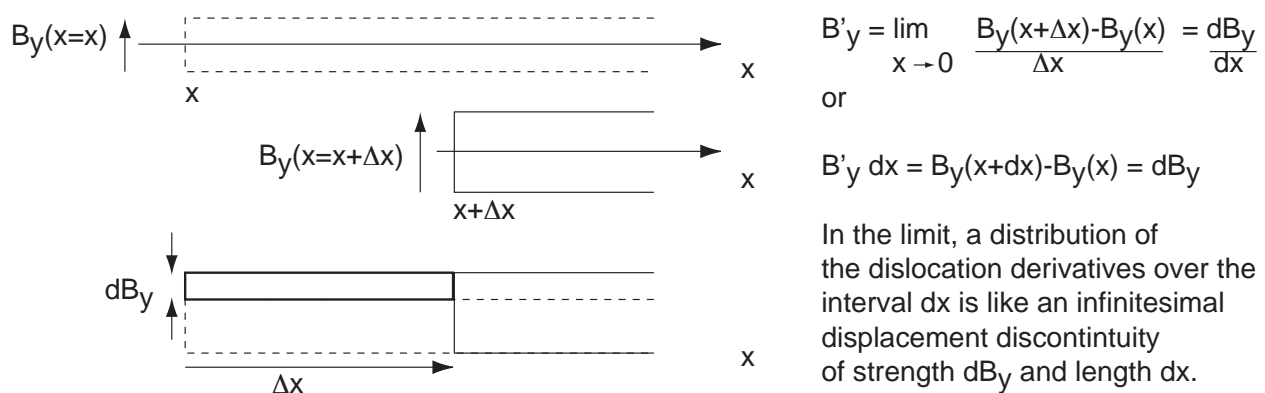 By(x=x)
x
x
By(x=x+Δx)
x
x+Δx
dBy
x
Δx
B’y = lim By(x+Δx)-By(x) = dBy
x → 0 Δx dx
or
B’y dx = By(x+dx)-By(x) = dBy
In the limit, a distribution of
the dislocation derivatives over the
interval dx is like an infinitesimal
displacement discontintuity
of strength dBy and length dx.